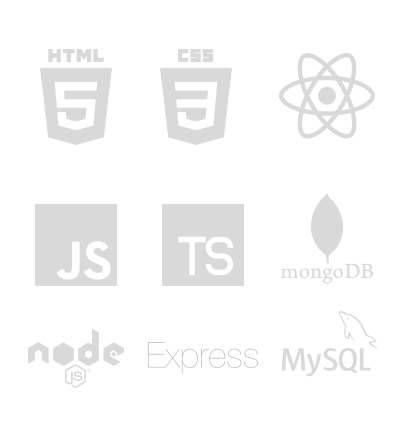 HTML
5
CSS
3
JS
TS
mongoDB
node
JS
Express
MySQL